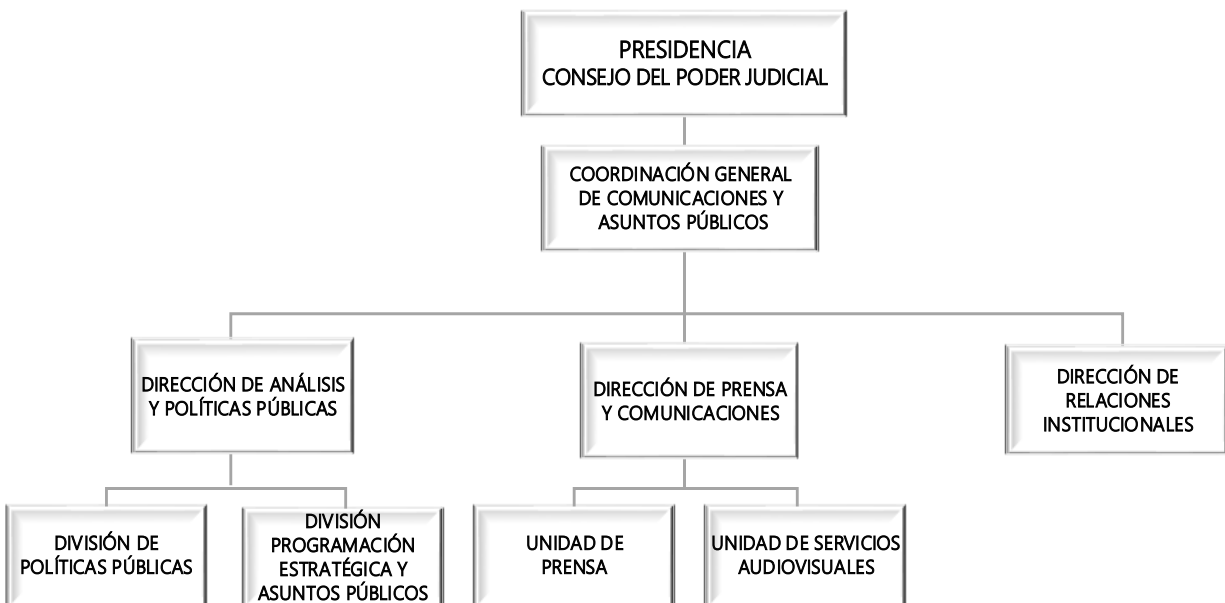 PRESIDENCIA
CONSEJO DEL PODER JUDICIAL
COORDINACIÓN GENERAL
DE COMUNICACIONES Y
ASUNTOS PÚBLICOS
DIRECCIÓN DE ANÁLISIS
Y POLÍTICAS PÚBLICAS
DIRECCIÓN DE PRENSA
Y COMUNICACIONES
DIRECCIÓN DE
RELACIONES
INSTITUCIONALES
DIVISIÓN DE
POLÍTICAS PÚBLICAS
DIVISIÓN
PROGRAMACIÓN
ESTRATÉGICA Y
ASUNTOS PÚBLICOS
UNIDAD DE
PRENSA
UNIDAD DE SERVICIOS
AUDIOVISUALES